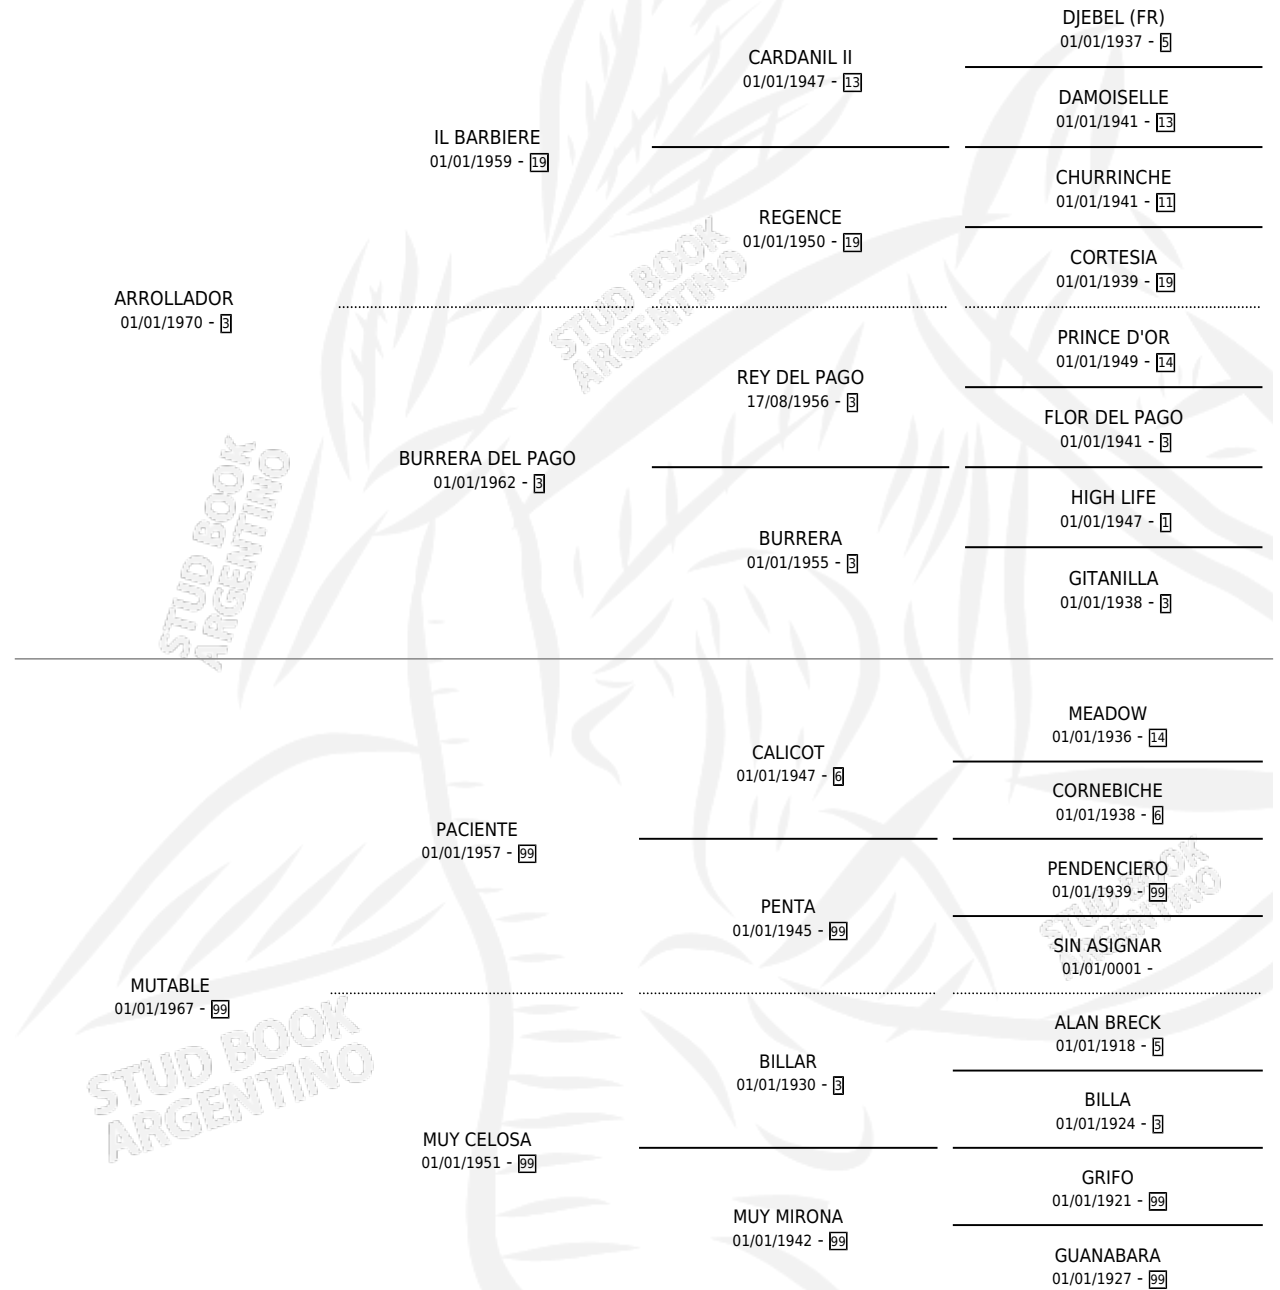 DJEBEL (FR)
01/01/1937 - 5
CARDANIL II
01/01/1947 - 13
DAMOISELLE
01/01/1941 - 13
IL BARBIERE
01/01/1959 - 19
CHURRINCHE
01/01/1941 - 11
REGENCE
01/01/1950 - 19
CORTESIA
01/01/1939 - 19
ARROLLADOR
01/01/1970 - 3
PRINCE D'OR
01/01/1949 - 14
REY DEL PAGO
17/08/1956 - 3
FLOR DEL PAGO
01/01/1941 - 3
BURRERA DEL PAGO
01/01/1962 - 3
HIGH LIFE
01/01/1947 - 1
BURRERA
01/01/1955 - 3
GITANILLA
01/01/1938 - 3
STUD BOOK
ARGENTINO
STUD BOOK
ARGENTINO
MEADOW
01/01/1936 - 14
CALICOT
01/01/1947 - 6
CORNEBICHE
01/01/1938 - 6
PACIENTE
01/01/1957 - 99
PENDENCIERO
01/01/1939 - 99
PENTA
01/01/1945 - 99
SIN ASIGNAR
01/01/0001 -
MUTABLE
01/01/1967 - 99
ALAN BRECK
01/01/1918 - 5
BILLAR
01/01/1930 - 3
BILLA
01/01/1924 - 3
MUY CELOSA
01/01/1951 - 99
GRIFO
01/01/1921 - 99
MUY MIRONA
01/01/1942 - 99
GUANABARA
01/01/1927 - 99
STUD BOOK
ARGENTINO
STUD BOOK
ARGENTINO